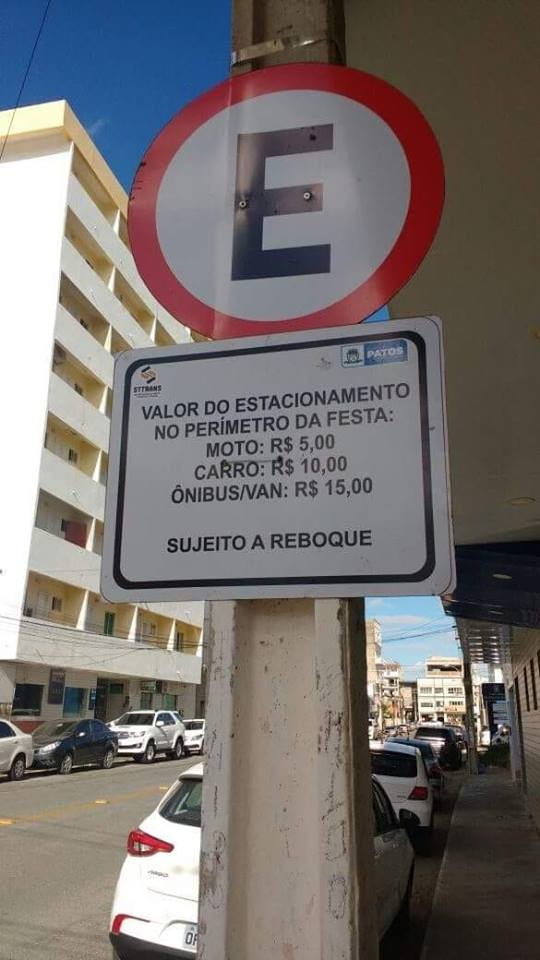 E
STTRANS
PATOS
VALOR DO ESTACIONAMENTO
NO PERÍMETRO DA FESTA:
MOTO: R$ 5,00
CARRO: R$ 10,00
ÔNIBUS/VAN: R$ 15,00
SUJEITO A REBOQUE
ARGO